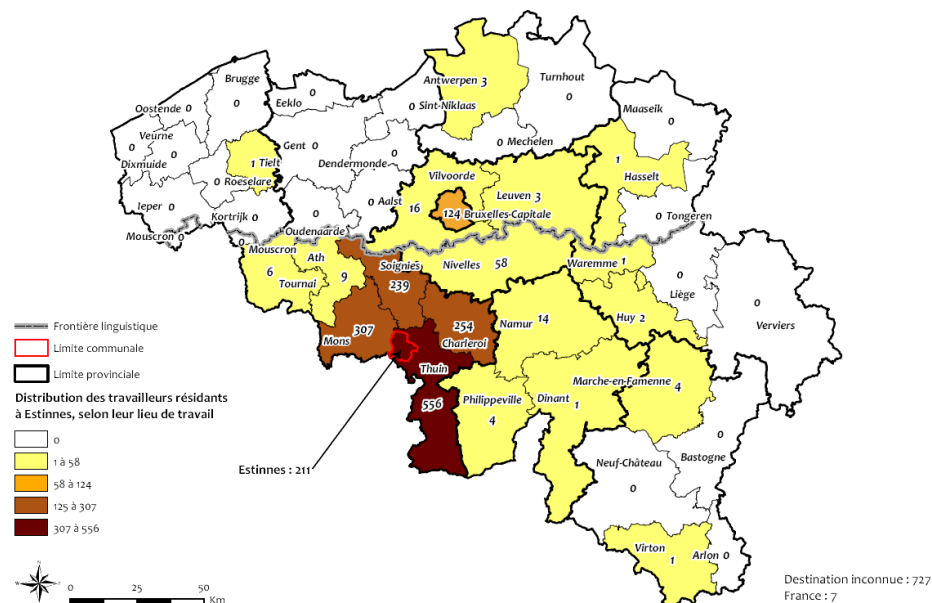 Brugge
0
Oostende 0
Veurne
0
0
Dixmuide
Ieper 0
Mouscron 0
0
Roeselare
1 Tielt
Kortrijk 0
Eeklo
0
Gent 0
Dendermonde
0
0
Sint-Niklaas
Antwerpen 3
Turnhout
0
0 Mechelen
Maaseik
0
1
Hasselt
0
Tongeren
Vilvoorde
16
Leuven 3
124 Bruxelles-Capitale
0 Aalst
0
Oudenaarde
0
Mouscron
6
Tournai
Ath
9
Soignies
239
Nivelles 58
Waremme 1
0
Liège
0
Verviers
Huy 2
Namur 14
254
Charleroi
307
Mons
Thuin
556
Philippeville
4
Dinant
1
Marche-en-Famenne
4
0
Bastogne
Neuf-Château
0
Virton
1
Arlon 0
Estinnes : 211
Frontière linguistique
Limite communale
Limite provinciale
Distribution des travailleurs résidants
à Estinnes, selon leur lieu de travail
0
1 à 58
58 à 124
125 à 307
307 à 556
0 25 50
Km
Destination inconnue : 727
France : 7